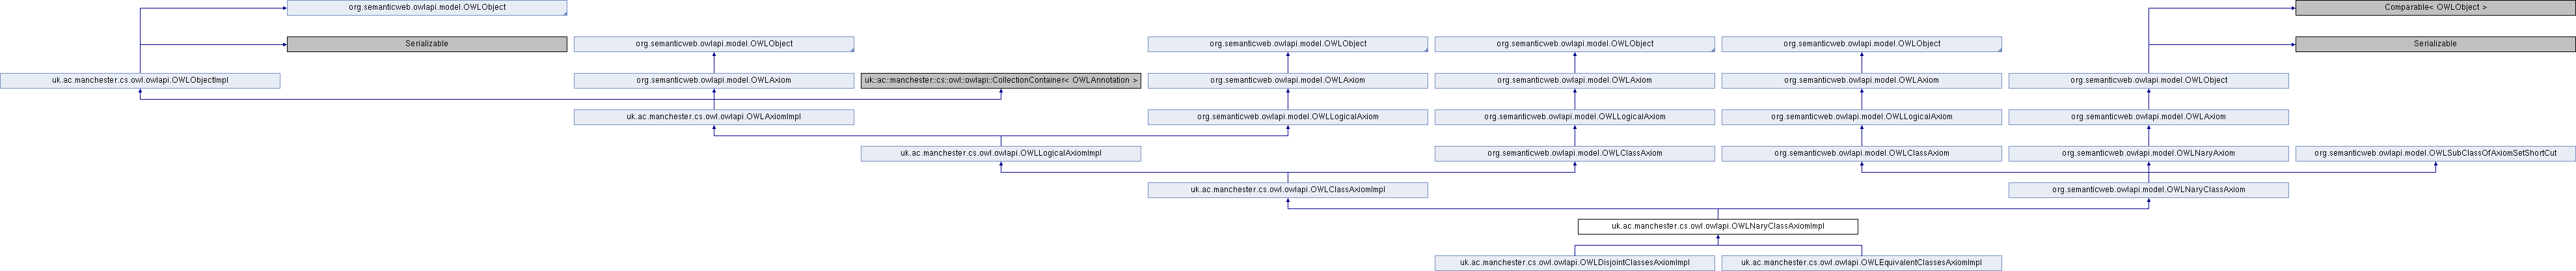 org.semanticweb.owlapi.model.OWLObject
Comparable< OWLObject >
Serializable
org.semanticweb.owlapi.model.OWLObject
org.semanticweb.owlapi.model.OWLObject
org.semanticweb.owlapi.model.OWLObject
org.semanticweb.owlapi.model.OWLObject
Serializable
uk.ac.manchester.cs.owl.owlapi.OWLObjectImpl
org.semanticweb.owlapi.model.OWLAxiom
uk::ac::manchester::cs::owl::owlapi::CollectionContainer< OWLAnnotation >
org.semanticweb.owlapi.model.OWLAxiom
org.semanticweb.owlapi.model.OWLAxiom
org.semanticweb.owlapi.model.OWLAxiom
org.semanticweb.owlapi.model.OWLObject
uk.ac.manchester.cs.owl.owlapi.OWLAxiomImpl
org.semanticweb.owlapi.model.OWLLogicalAxiom
org.semanticweb.owlapi.model.OWLLogicalAxiom
org.semanticweb.owlapi.model.OWLLogicalAxiom
org.semanticweb.owlapi.model.OWLAxiom
uk.ac.manchester.cs.owl.owlapi.OWLLogicalAxiomImpl
org.semanticweb.owlapi.model.OWLClassAxiom
org.semanticweb.owlapi.model.OWLClassAxiom
org.semanticweb.owlapi.model.OWLNaryAxiom
org.semanticweb.owlapi.model.OWLSubClassOfAxiomSetShortCut
uk.ac.manchester.cs.owl.owlapi.OWLClassAxiomImpl
org.semanticweb.owlapi.model.OWLNaryClassAxiom
uk.ac.manchester.cs.owl.owlapi.OWLNaryClassAxiomImpl
uk.ac.manchester.cs.owl.owlapi.OWLDisjointClassesAxiomImpl
uk.ac.manchester.cs.owl.owlapi.OWLEquivalentClassesAxiomImpl